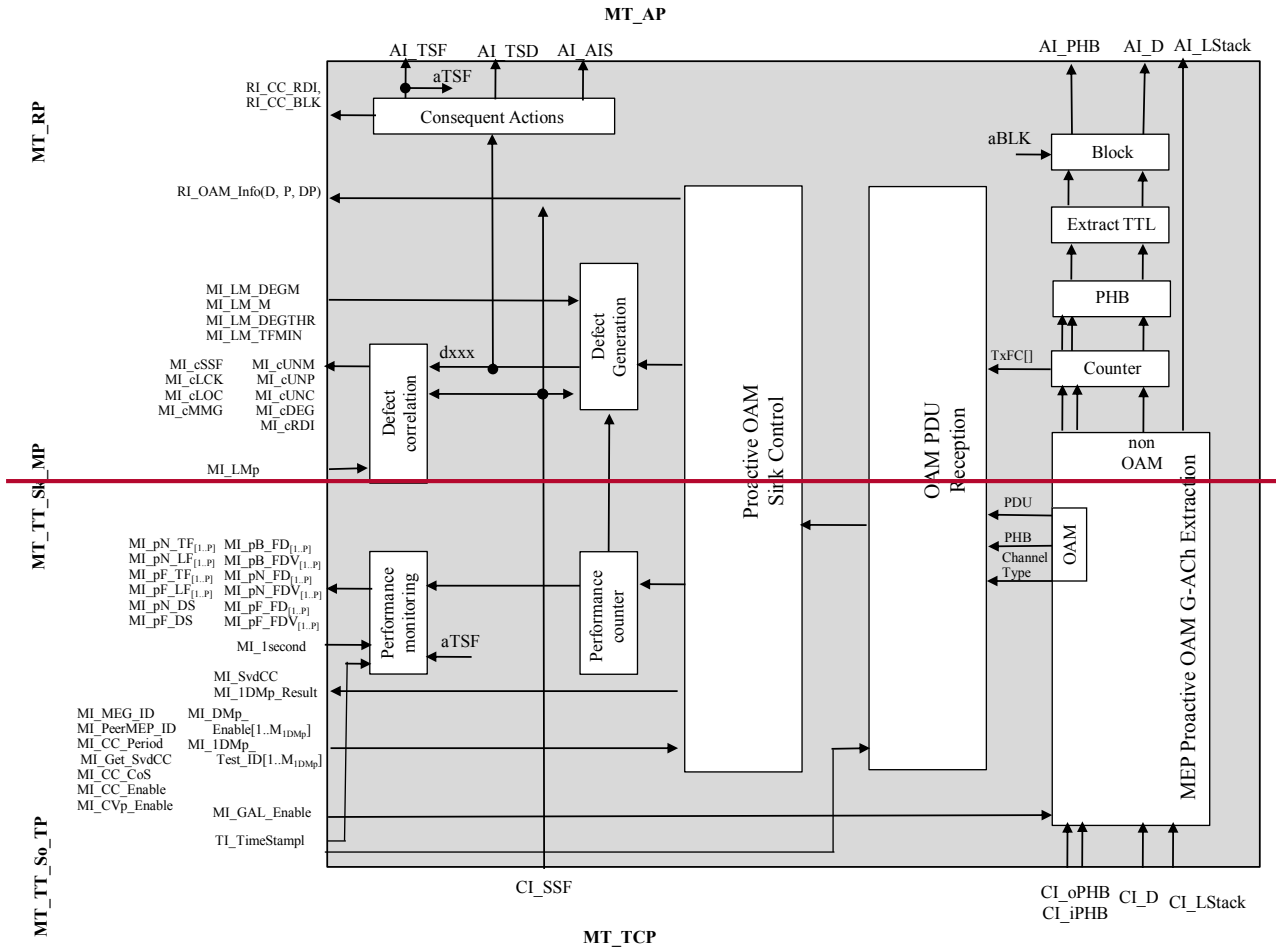 MT_AP
AI_TSF AI_TSD AI_AIS AI_PHB AI_D AI_LStack
aTSF
RI_CC_RDI,
RI_CC_BLK
Consequent Actions
MT_RP
aBLK
Block
RI_OAM_Info(D, P, DP)
Extract TTL
MI_LM_DEGM
MI_LM_M
MI_LM_DEGTHR
MI_LM_TFMIN
Defect
Generation
PHB
dxxx
TxFC[]
Counter
MI_cSSF MI_cUNM
MI_cLCK MI_cUNP
MI_cLOC MI_cUNC
MI_cMMG MI_cDEG
MI_cRDI
Defect
correlation
Proactive OAM
Sink Control
OAM PDU
Reception
non
OAM
MI_LMp
MT_TT_Sk_MP
MEP Proactive OAM G-ACh Extraction
PDU
PHB
Channel
Type
OAM
MI_pN_TF[1..P] MI_pB_FD[1..P]
MI_pN_LF[1..P] MI_pB_FDV[1..P]
MI_pF_TF[1..P] MI_pN_FD[1..P]
MI_pF_LF[1..P] MI_pN_FDV[1..P]
MI_pN_DS MI_pF_FD[1..P]
MI_pF_DS MI_pF_FDV[1..P]
Performance
monitoring
Performance
counter
MI_1second
aTSF
MI_SvdCC
MI_1DMp_Result
MI_MEG_ID MI_DMp_
MI_PeerMEP_ID Enable[1..M1DMp]
MI_CC_Period MI_1DMp_
MI_Get_SvdCC Test_ID[1..M1DMp]
MI_CC_CoS
MI_CC_Enable
MI_CVp_Enable
MI_GAL_Enable
TI_TimeStampl
MT_TT_So_TP
CI_SSF
CI_oPHB CI_D CI_LStack
CI_iPHB
MT_TCP